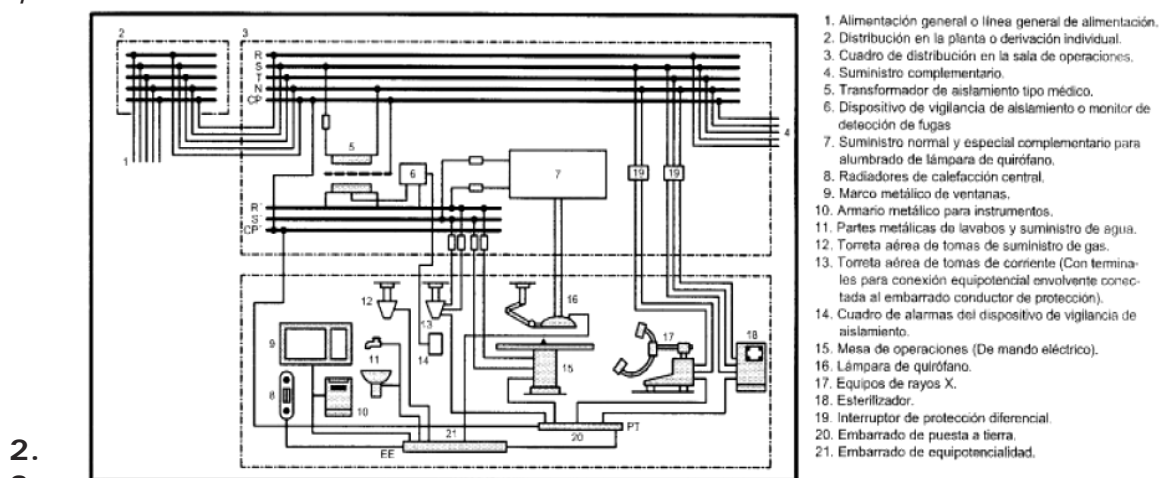 2
3
R
S
T
N
CP
1
4
5
6
7
19
19
R'
S'
CP'
12
13
14
16
17
18
9
11
15
8
10
21
20
PT
EE
2.
1. Alimentación general o línea general de alimentación.
2. Distribución en la planta o derivación individual.
3. Cuadro de distribución en la sala de operaciones.
4. Suministro complementario.
5. Transformador de aislamiento tipo médico.
6. Dispositivo de vigilancia de aislamiento o monitor de
detección de fugas
7. Suministro normal y especial complementario para
alumbrado de lámpara de quirófano.
8. Radiadores de calefacción central.
9. Marco metálico de ventanas.
10. Armario metálico para instrumentos.
11. Partes metálicas de lavabos y suministro de agua.
12. Torreta aérea de tomas de suministro de gas.
13. Torreta aérea de tomas de corriente (Con termina-
les para conexión equipotencial envolvente conec-
tada al embarrado conductor de protección).
14. Cuadro de alarmas del dispositivo de vigilancia de
aislamiento.
15. Mesa de operaciones (De mando eléctrico).
16. Lámpara de quirófano.
17. Equipos de rayos X.
18. Esterilizador.
19. Interruptor de protección diferencial.
20. Embarrado de puesta a tierra.
21. Embarrado de equipotencialidad.